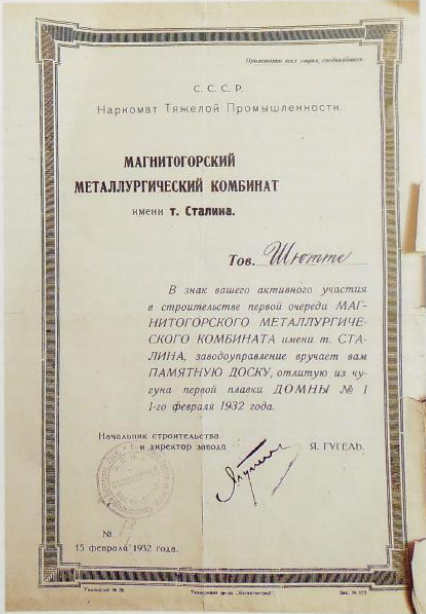 Пролетарии всех стран, соединяйтесь.
С. С. С. Р.
Наркомат Тяжелой Промышленности.
МАГНИТОГОРСКИЙ
МЕТАЛЛУРГИЧЕСКИЙ КОМБИНАТ
имени т. Сталина.
Тов. Шютте
В знак вашего активного участия
в строительстве первой очереди МАГ-
НИТОГОРСКОГО МЕТАЛЛУРГИЧЕ-
СКОГО КОМБИНАТА имени т. СТА-
ЛИНА, заводоуправление вручает вам
ПАМЯТНУЮ ДОСКУ, отлитую из чу-
гуна первой плавки ДОМНЫ № 1
1-го февраля 1932 года.
Начальник строительства
и директор завода
Я. ГУГЕЛЬ.
№
15 февраля 1932 года.